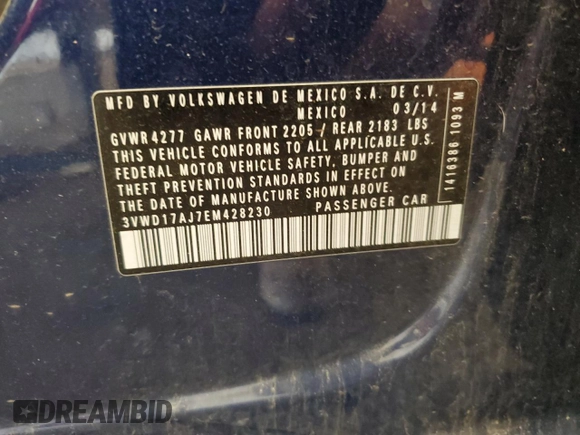 MFD BY VOLKSWAGEN DE MEXICO S.A. DE C.V.
MEXICO 03/14
GVWR4277 GAWR FRONT 2205 / REAR 2183 LBS
THIS VEHICLE CONFORMS TO ALL APPLICABLE U.S.
FEDERAL MOTOR VEHICLE SAFETY, BUMPER AND
THEFT PREVENTION STANDARDS IN EFFECT ON
THE DATE OF MANUFACTURE SHOWN ABOVE.
3VWD17AJ7EM428230 PASSENGER CAR
1416386 1093 M
DREAMBID